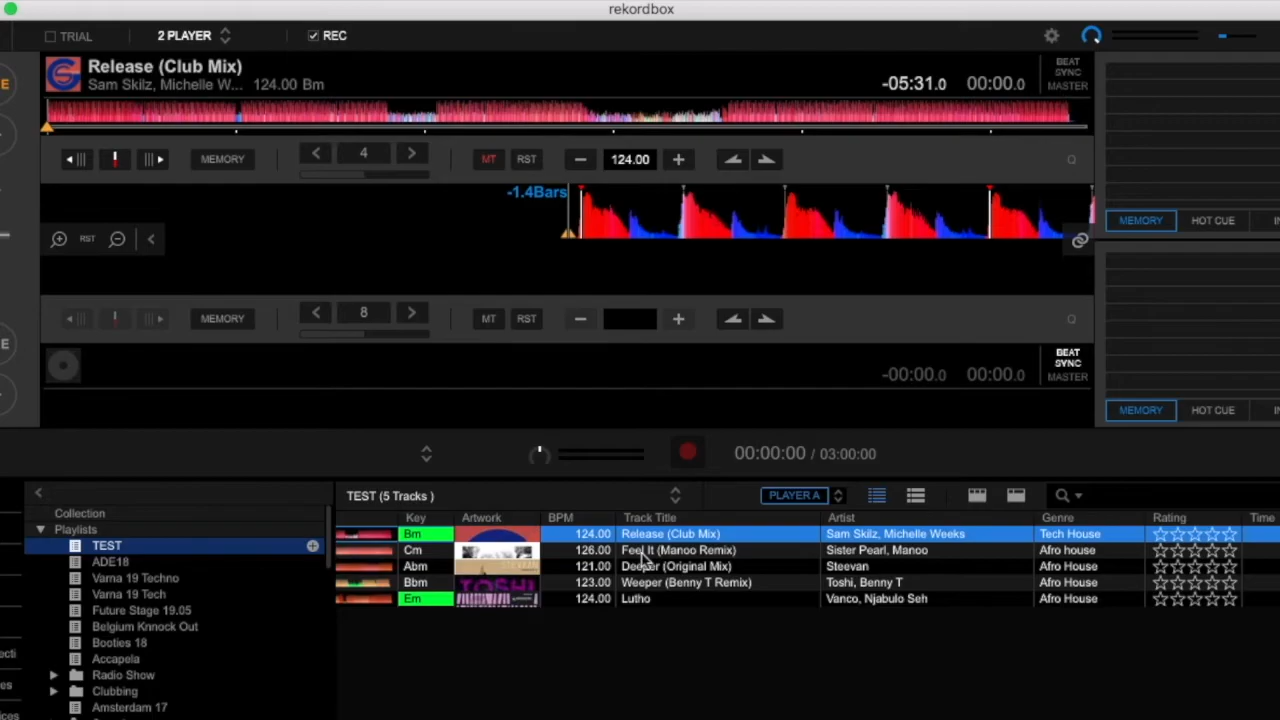 rekordbox
TRIAL 2 PLAYER REC
Release (Club Mix)
Sam Skilz, Michelle W... 124.00 Bm
-05:31.0 00:00.0
BEAT
SYNC
MASTER
MEMORY 4 MT RST 124.00 Q
-1.4Bars
RST
MEMORY HOT CUE
MEMORY 8 MT RST Q
-00:00.0 00:00.0
BEAT
SYNC
MASTER
MEMORY HOT CUE
00:00:00 / 03:00:00
TEST (5 Tracks ) PLAYER A
Key Artwork BPM Track Title Artist Genre Rating Time
Bm 124.00 Release (Club Mix) Sam Skilz, Michelle Weeks Tech House
Cm 126.00 Feel It (Manoo Remix) Sister Pearl, Manoo Afro house
Abm 121.00 Deeper (Original Mix) Steevan Afro House
Bbm 123.00 Weeper (Benny T Remix) Toshi, Benny T Afro House
Em 124.00 Lutho Vanco, Njabulo Seh Afro House
Collection
Playlists
TEST
ADE18
Varna 19 Techno
Varna 19 Tech
Future Stage 19.05
Belgium Knnock Out
Booties 18
Accapela
Radio Show
Clubbing
Amsterdam 17